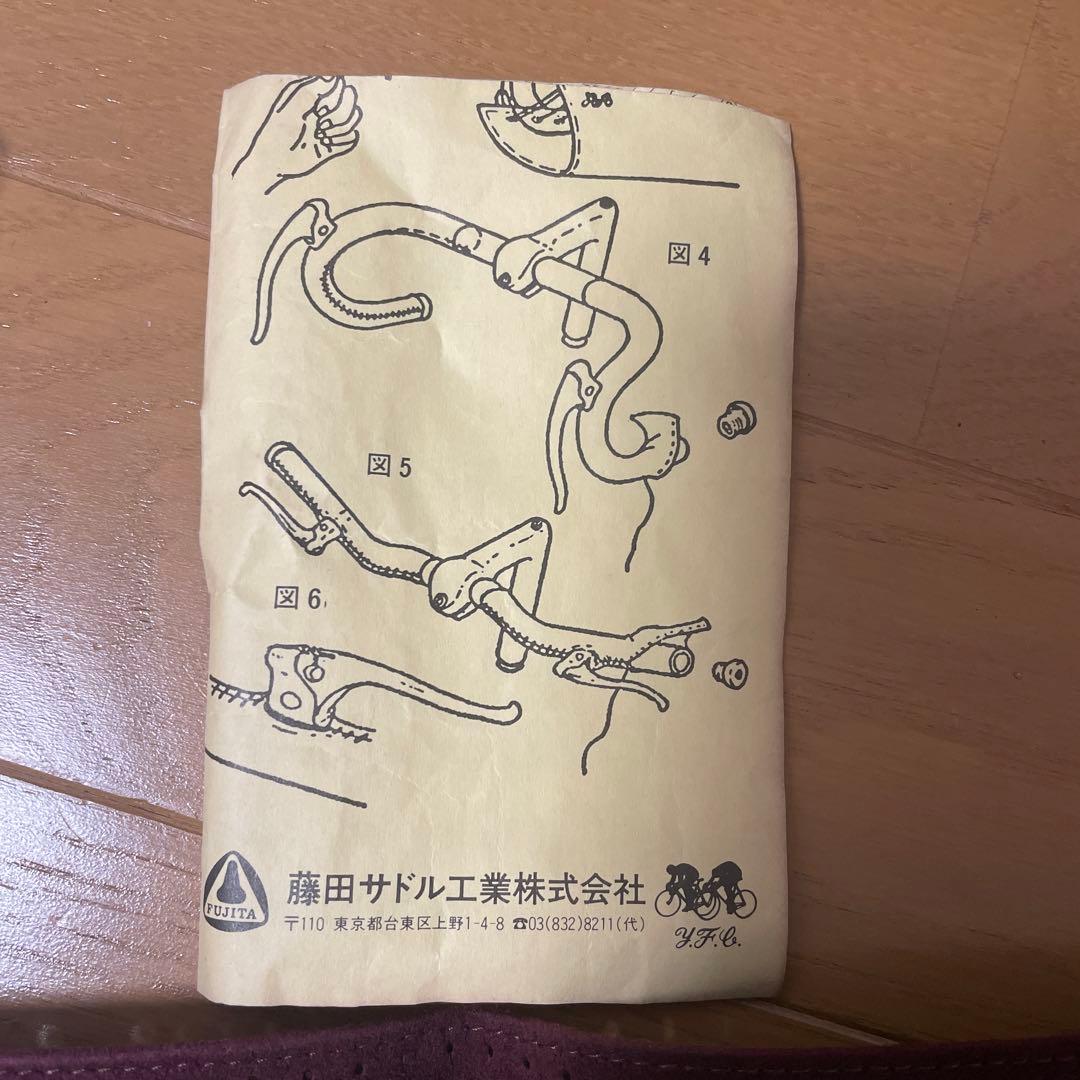 図4
図5
図6
FUJITA
藤田サドル工業株式会社
〒110 東京都台東区上野1-4-8 ☎03(832)8211(代)
Y.F.C.